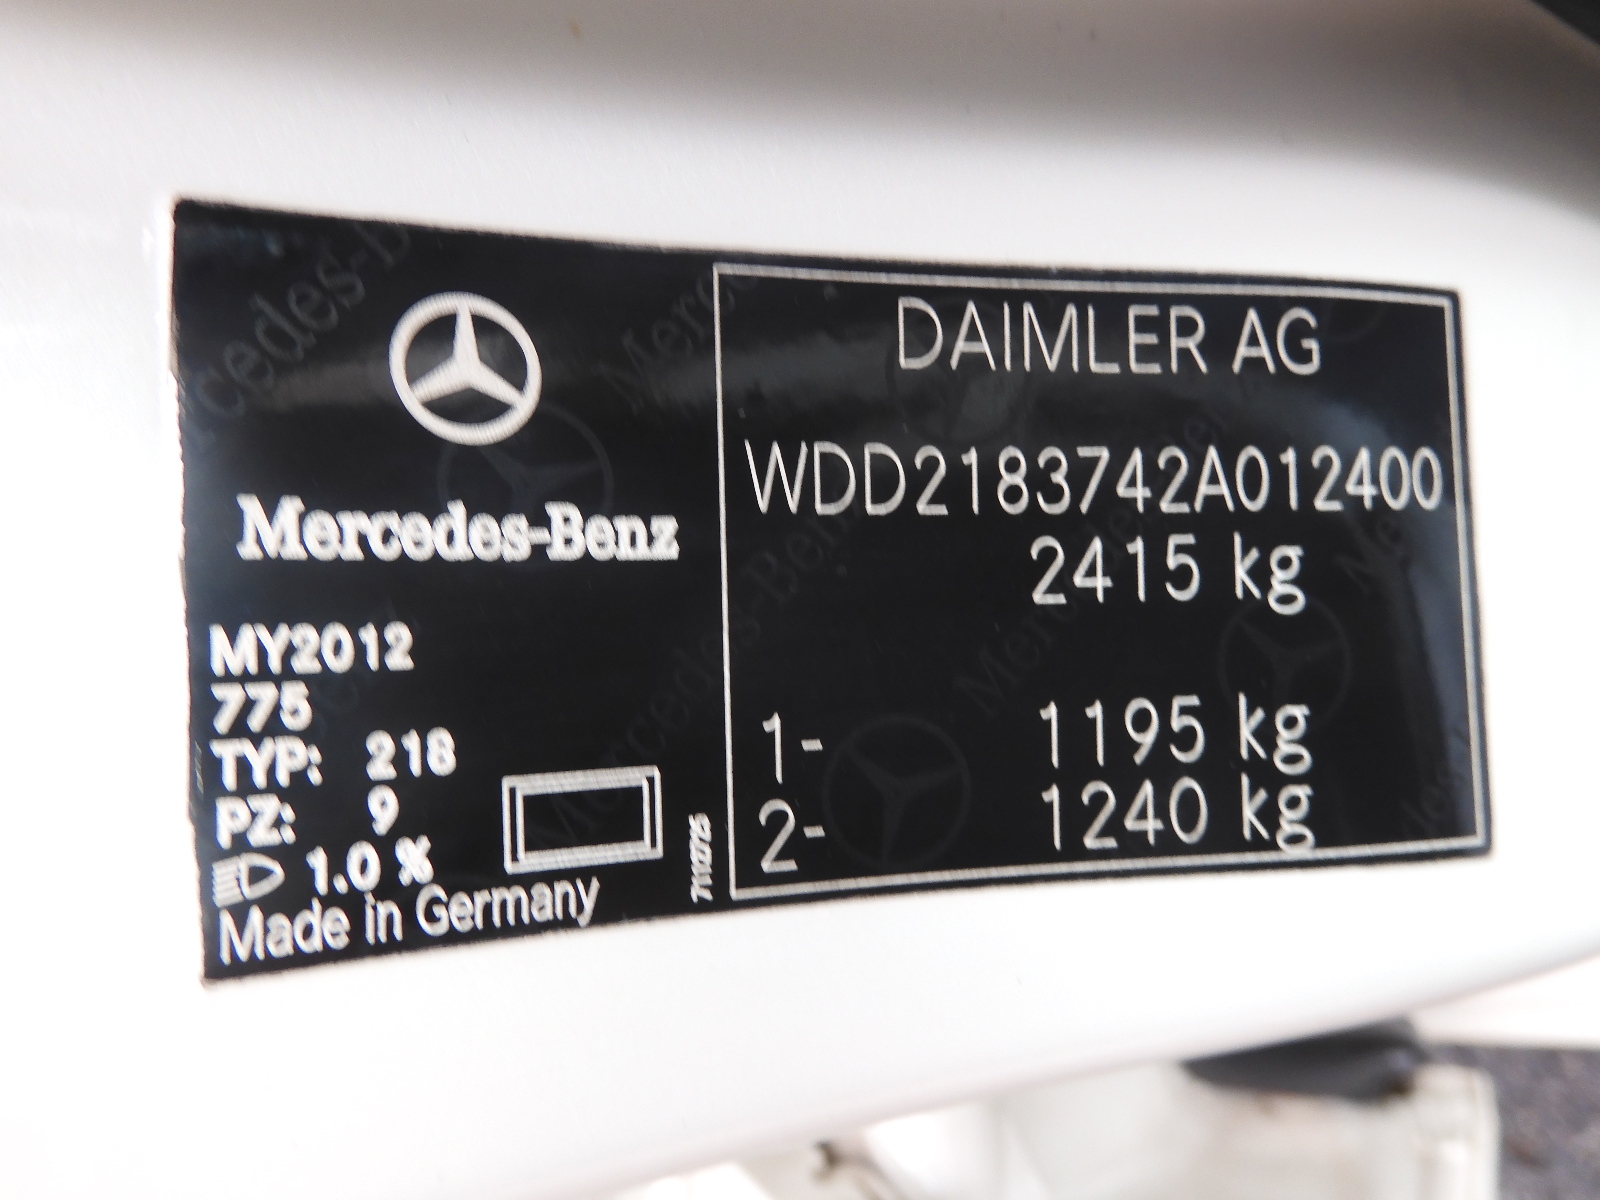 Mercedes-Benz
MY2012
775
TYP: 218
PZ: 9
1.0 %
Made in Germany
DAIMLER AG
WDD2183742A012400
2415 kg
1- 1195 kg
2- 1240 kg